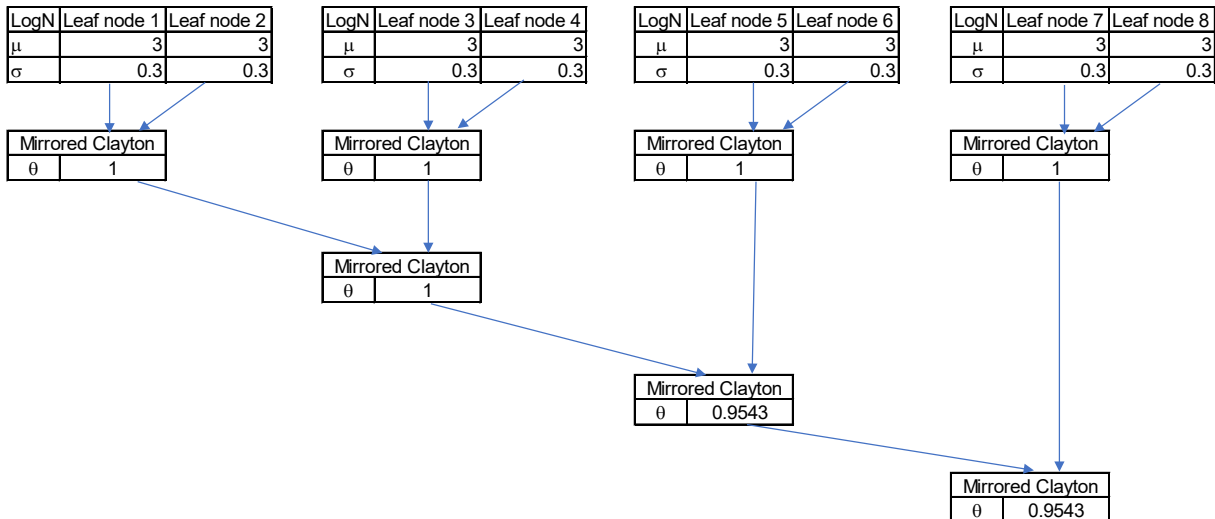 LogN Leaf node 1 Leaf node 2
μ 3 3
σ 0.3 0.3
LogN Leaf node 3 Leaf node 4
μ 3 3
σ 0.3 0.3
LogN Leaf node 5 Leaf node 6
μ 3 3
σ 0.3 0.3
LogN Leaf node 7 Leaf node 8
μ 3 3
σ 0.3 0.3
Mirrored Clayton
θ 1
Mirrored Clayton
θ 1
Mirrored Clayton
θ 1
Mirrored Clayton
θ 1
Mirrored Clayton
θ 1
Mirrored Clayton
θ 0.9543
Mirrored Clayton
θ 0.9543